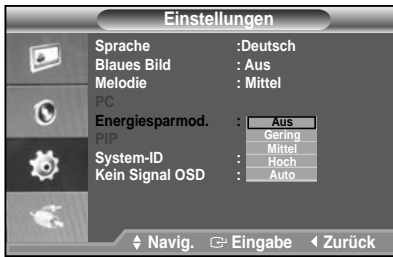 Einstellungen
Sprache :Deutsch
Blaues Bild : Aus
Melodie : Mittel
PC
Energiesparmod. : Aus
PIP Gering
Mittel
System-ID : Hoch
Kein Signal OSD : Auto
Navig. Eingabe Zurück